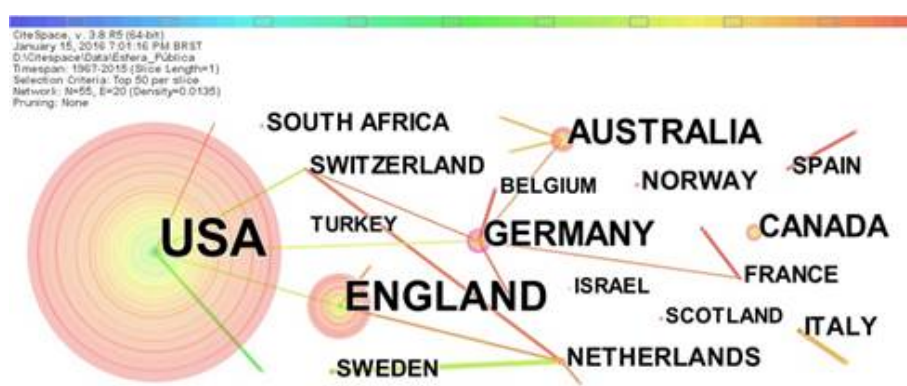 CiteSpace, v. 3.8.R5 (64-bit)
January 15, 2016 7:01:16 PM BRST
D:\Citespace\Data\Esfera_Pública
Timespan: 1967-2015 (Slice Length=1)
Selection Criteria: Top 50 per slice
Network: N=55, E=20 (Density=0.0135)
Pruning: None
SOUTH AFRICA
AUSTRALIA
SWITZERLAND
SPAIN
BELGIUM
NORWAY
TURKEY
USA
GERMANY
CANADA
FRANCE
ENGLAND
ISRAEL
SCOTLAND
ITALY
NETHERLANDS
SWEDEN